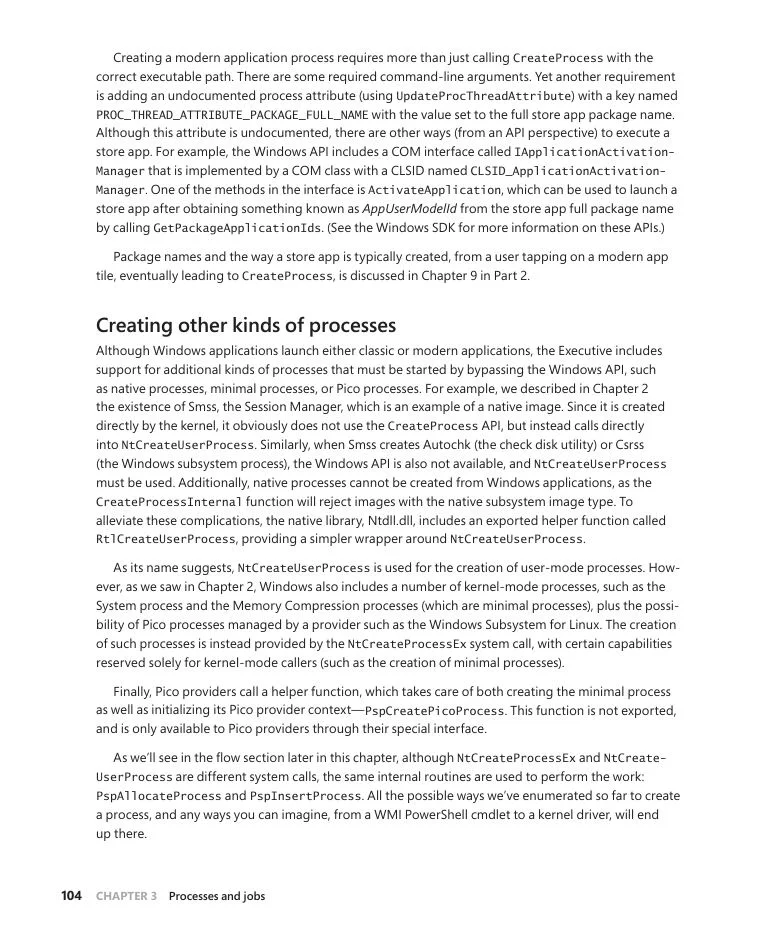 Creating a modern application process requires more than just calling CreateProcess with the
correct executable path. There are some required command-line arguments. Yet another requirement
is adding an undocumented process attribute (using UpdateProcThreadAttribute) with a key named
PROC_THREAD_ATTRIBUTE_PACKAGE_FULL_NAME with the value set to the full store app package name.
Although this attribute is undocumented, there are other ways (from an API perspective) to execute a
store app. For example, the Windows API includes a COM interface called IApplicationActivation-
Manager that is implemented by a COM class with a CLSID named CLSID_ApplicationActivation-
Manager. One of the methods in the interface is ActivateApplication, which can be used to launch a
store app after obtaining something known as AppUserModelId from the store app full package name
by calling GetPackageApplicationIds. (See the Windows SDK for more information on these APIs.)
Package names and the way a store app is typically created, from a user tapping on a modern app
tile, eventually leading to CreateProcess, is discussed in Chapter 9 in Part 2.
Creating other kinds of processes
Although Windows applications launch either classic or modern applications, the Executive includes
support for additional kinds of processes that must be started by bypassing the Windows API, such
as native processes, minimal processes, or Pico processes. For example, we described in Chapter 2
the existence of Smss, the Session Manager, which is an example of a native image. Since it is created
directly by the kernel, it obviously does not use the CreateProcess API, but instead calls directly
into NtCreateUserProcess. Similarly, when Smss creates Autochk (the check disk utility) or Csrss
(the Windows subsystem process), the Windows API is also not available, and NtCreateUserProcess
must be used. Additionally, native processes cannot be created from Windows applications, as the
CreateProcessInternal function will reject images with the native subsystem image type. To
alleviate these complications, the native library, Ntdll.dll, includes an exported helper function called
RtlCreateUserProcess, providing a simpler wrapper around NtCreateUserProcess.
As its name suggests, NtCreateUserProcess is used for the creation of user-mode processes. How-
ever, as we saw in Chapter 2, Windows also includes a number of kernel-mode processes, such as the
System process and the Memory Compression processes (which are minimal processes), plus the possi-
bility of Pico processes managed by a provider such as the Windows Subsystem for Linux. The creation
of such processes is instead provided by the NtCreateProcessEx system call, with certain capabilities
reserved solely for kernel-mode callers (such as the creation of minimal processes).
Finally, Pico providers call a helper function, which takes care of both creating the minimal process
as well as initializing its Pico provider context—PspCreatePicoProcess. This function is not exported,
and is only available to Pico providers through their special interface.
As we'll see in the flow section later in this chapter, although NtCreateProcessEx and NtCreate-
UserProcess are different system calls, the same internal routines are used to perform the work:
PspAllocateProcess and PspInsertProcess. All the possible ways we've enumerated so far to create
a process, and any ways you can imagine, from a WMI PowerShell cmdlet to a kernel driver, will end
up there.
104 CHAPTER 3 Processes and jobs